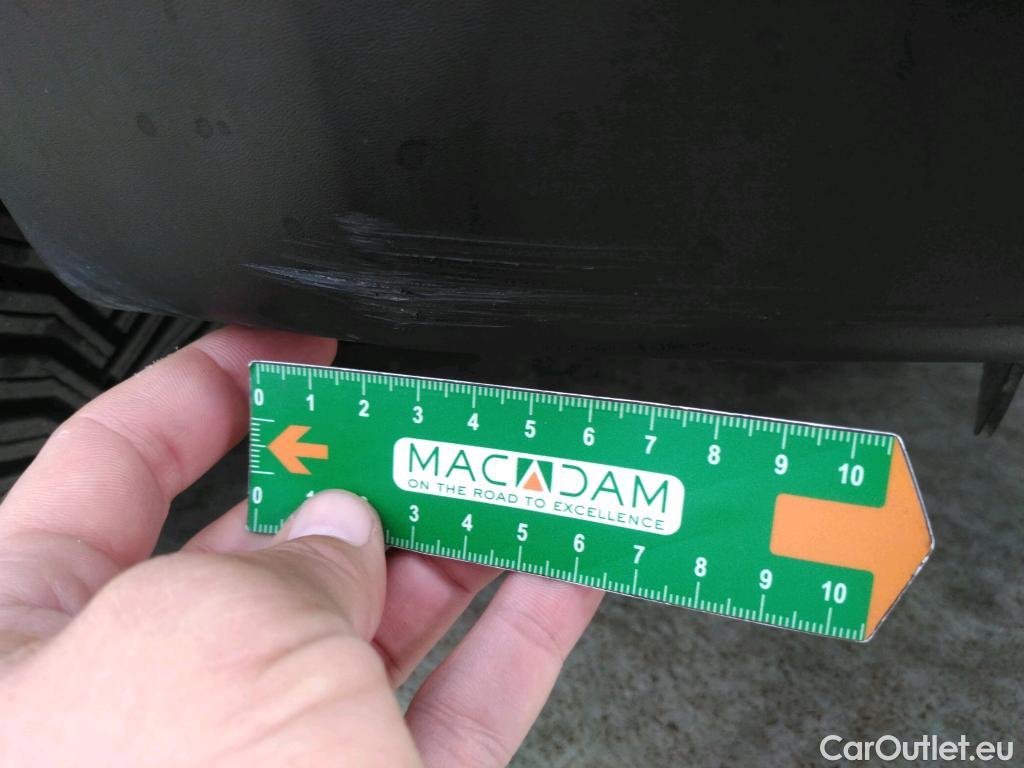 0 1 2 3 4 5 6 7 8 9 10
MACADAM
ON THE ROAD TO EXCELLENCE
0 1 3 4 5 6 7 8 9 10
CarOutlet.eu